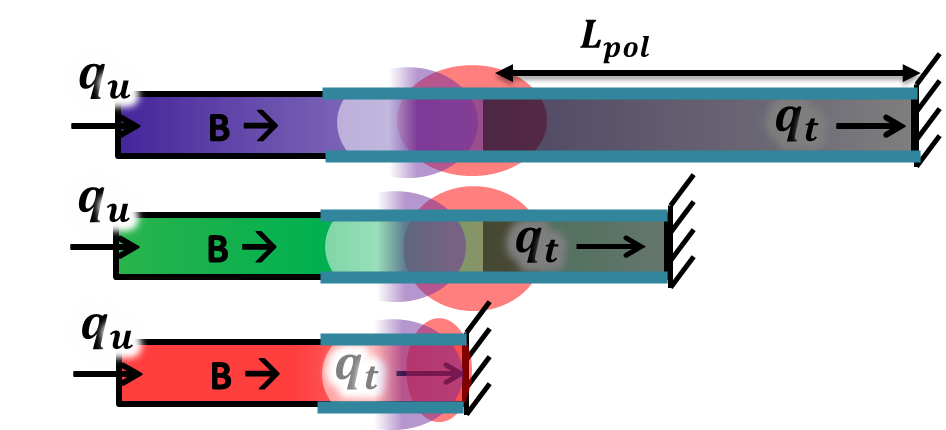 L_pol
q_u
B → q_t
q_u
B → q_t
q_u
B → q_t